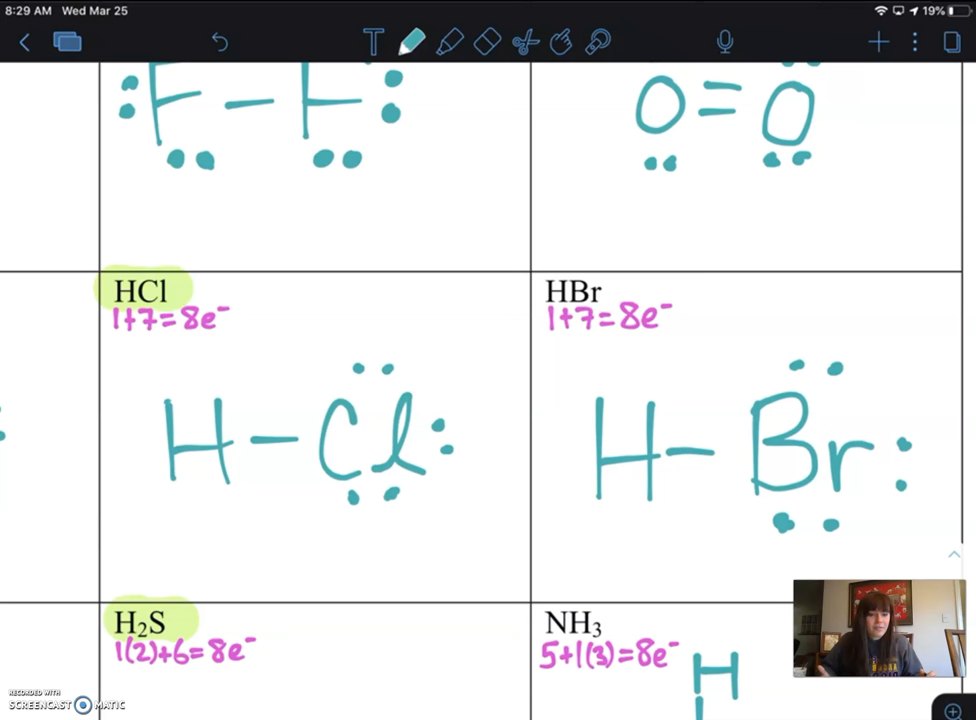 8:29 AM Wed Mar 25
19%
T
F – F
O = O
HCl
1+7=8e⁻
HBr
1+7=8e⁻
H – Cl
H – Br
H₂S
1(2)+6=8e⁻
NH₃
5+1(3)=8e⁻
H
RECORDED WITH
SCREENCAST MATIC